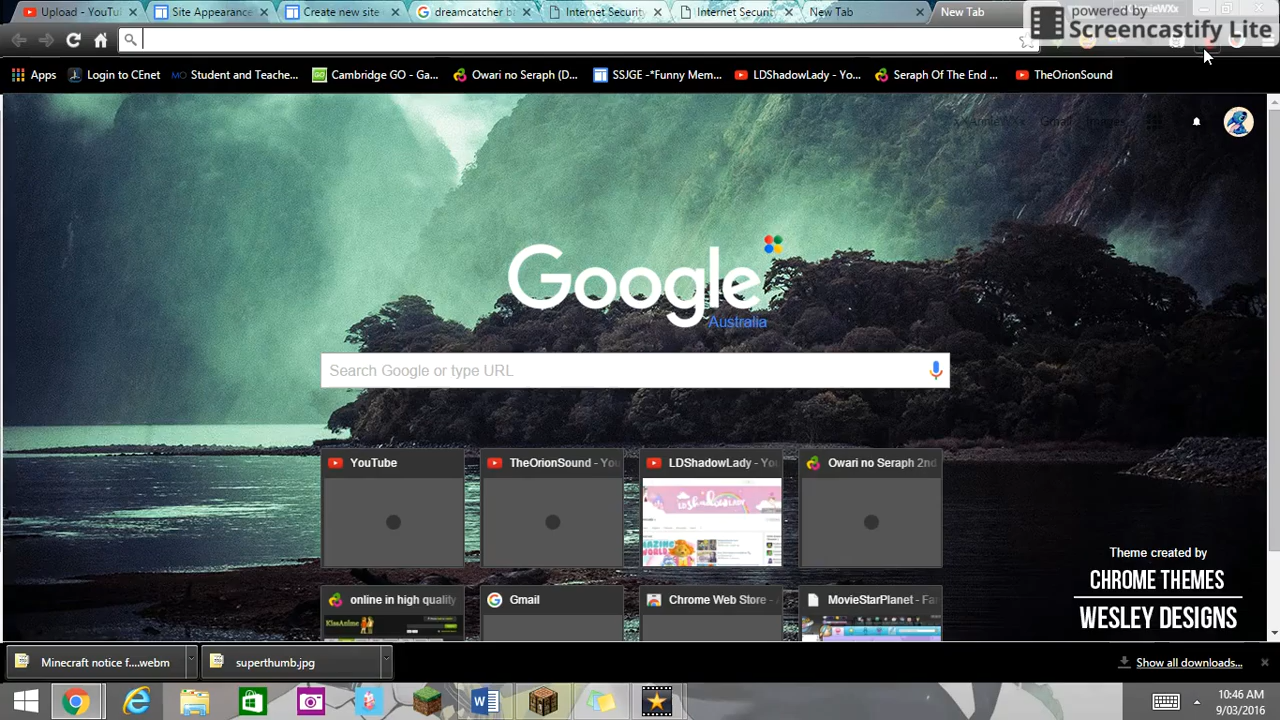 Upload - YouTu
Site Appearance
Create new site
dreamcatcher b
Internet Securit
Internet Securit
New Tab
New Tab
powered by
Screencastify Lite
Apps
Login to CEnet
Student and Teache...
Cambridge GO - Ga...
Owari no Seraph (D...
SSJGE -*Funny Mem...
LDShadowLady - Yo...
Seraph Of The End ...
TheOrionSound
Gmail
Images
Google
Australia
Search Google or type URL
YouTube
TheOrionSound - You
LDShadowLady - You
Owari no Seraph 2nd
Theme created by
CHROME THEMES
WESLEY DESIGNS
online in high quality
Gmail
Chrome Web Store -
MovieStarPlanet - Fa
Minecraft notice f....webm
superthumb.jpg
Show all downloads...
10:46 AM
9/03/2016